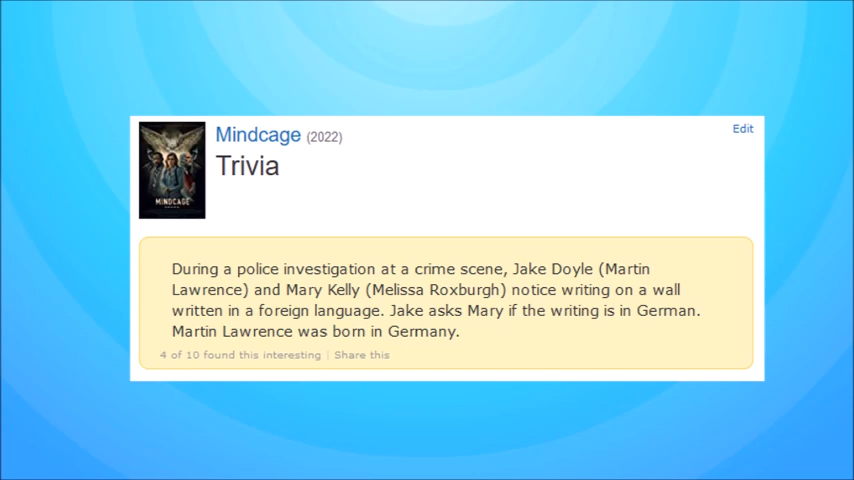 Mindcage (2022)
Edit
Trivia
MINDCAGE
During a police investigation at a crime scene, Jake Doyle (Martin
Lawrence) and Mary Kelly (Melissa Roxburgh) notice writing on a wall
written in a foreign language. Jake asks Mary if the writing is in German.
Martin Lawrence was born in Germany.
4 of 10 found this interesting | Share this